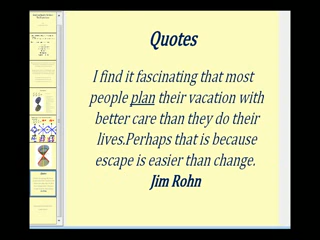 Quotes
I find it fascinating that most
people plan their vacation with
better care than they do their
lives.Perhaps that is because
escape is easier than change.
Jim Rohn